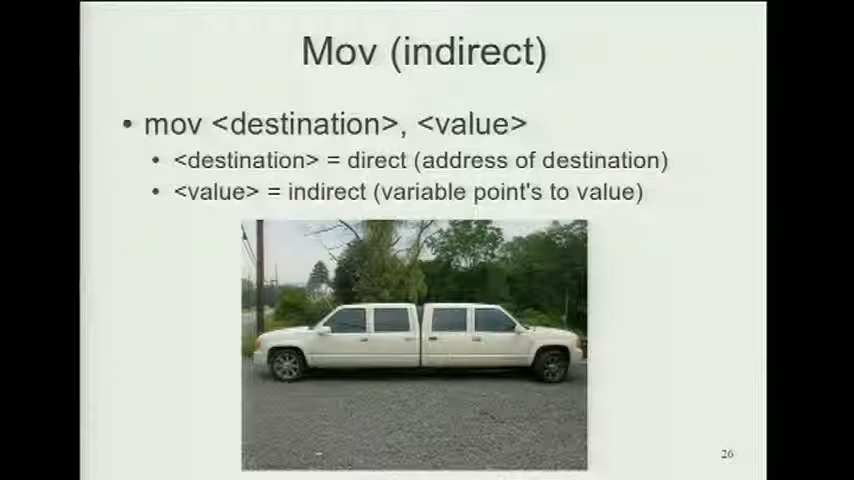 Mov (indirect)
• mov <destination>, <value>
• <destination> = direct (address of destination)
• <value> = indirect (variable point's to value)
26